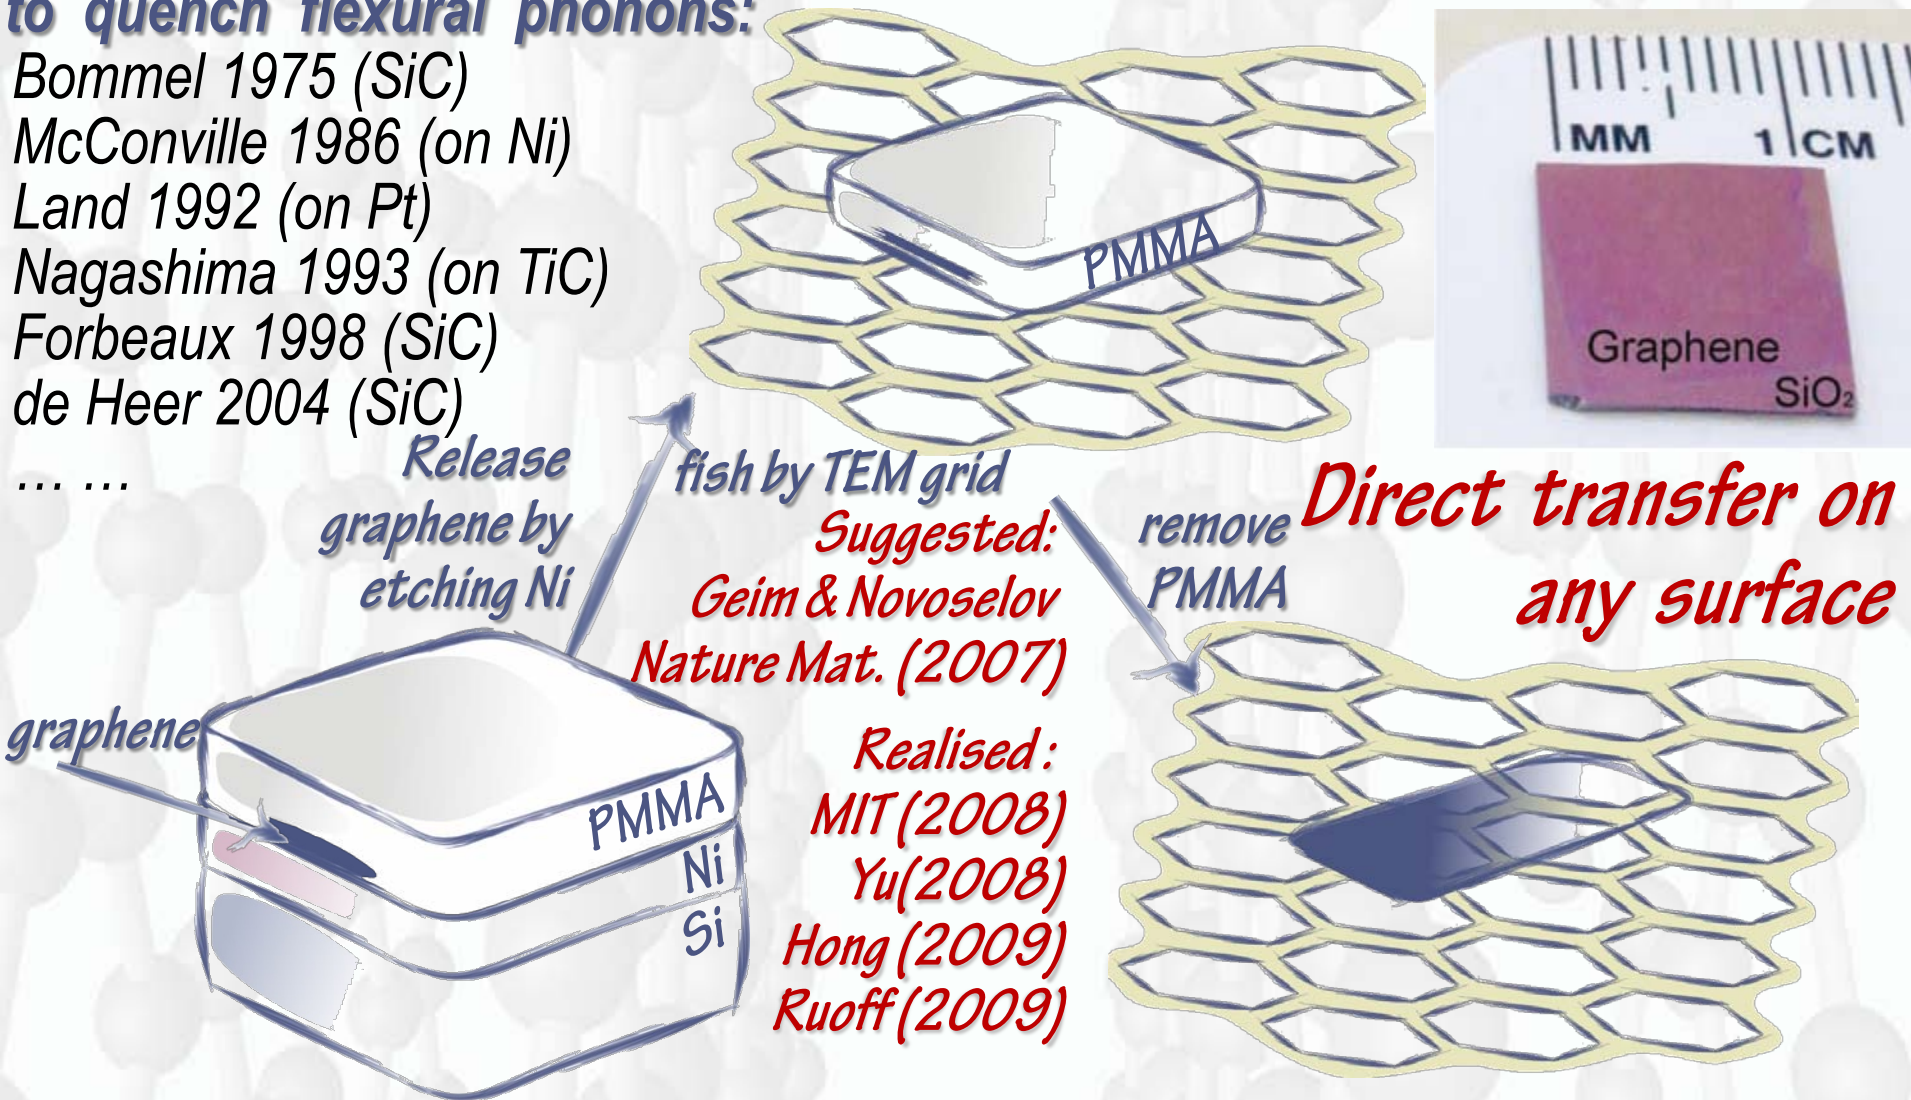 to quench flexural phonons:
Bommel 1975 (SiC)
McConville 1986 (on Ni)
Land 1992 (on Pt)
Nagashima 1993 (on TiC)
Forbeaux 1998 (SiC)
de Heer 2004 (SiC)
... ...
PMMA
MM 1 CM
Graphene
SiO₂
Release
graphene by
etching Ni
fish by TEM grid
Suggested:
Geim & Novoselov
Nature Mat. (2007)
remove
PMMA
Direct transfer on
any surface
graphene
PMMA
Ni
Si
Realised :
MIT (2008)
Yu(2008)
Hong (2009)
Ruoff (2009)